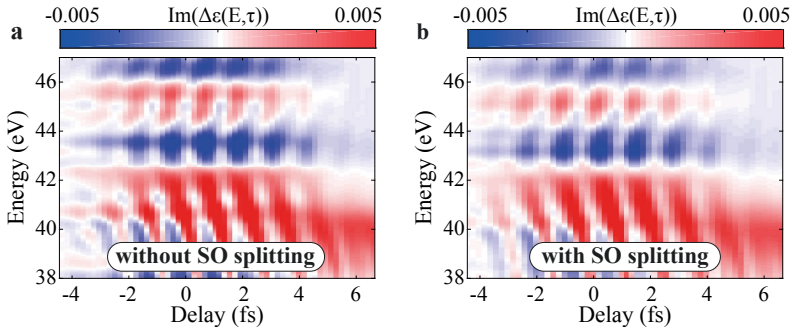 -0.005 Im(Δε(E,τ)) 0.005
a
46
44
42
40
38
Energy (eV)
without SO splitting
-4 -2 0 2 4 6
Delay (fs)
-0.005 Im(Δε(E,τ)) 0.005
b
46
44
42
40
38
Energy (eV)
with SO splitting
-4 -2 0 2 4 6
Delay (fs)